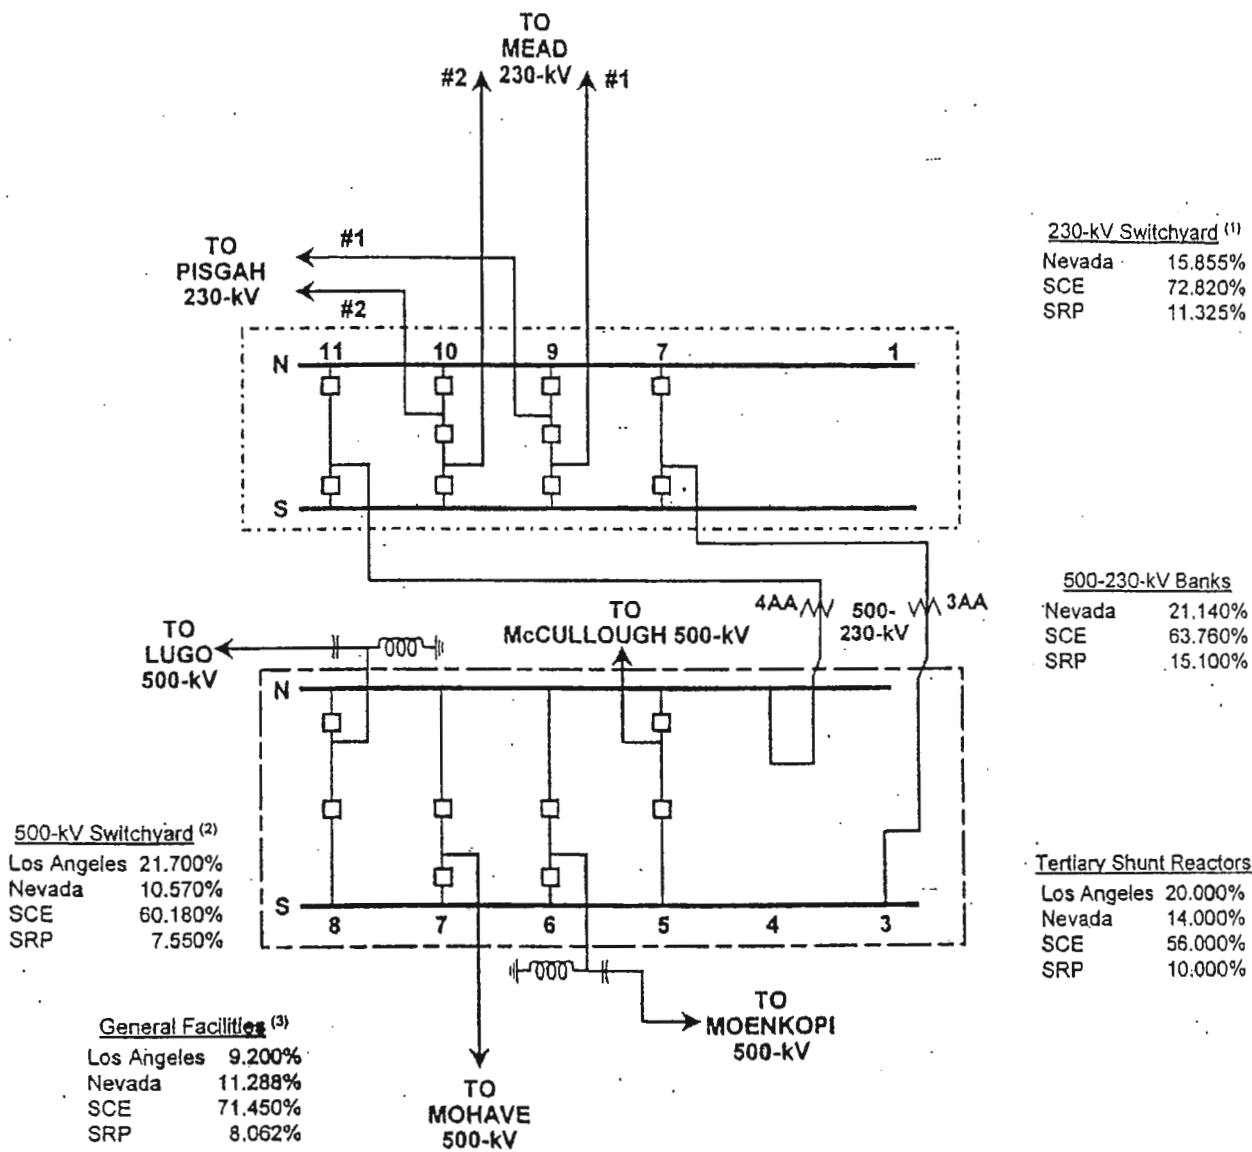 TO
MEAD
230-kV
#2
#1
TO
PISGAH
230-kV
#1
#2
230-kV Switchyard (1)
Nevada 15.855%
SCE 72.820%
SRP 11.325%
N 11 10 9 7 1
S
4AA 500-230-kV 3AA
500-230-kV Banks
Nevada 21.140%
SCE 63.760%
SRP 15.100%
TO
LUGO
500-kV
TO
McCULLOUGH 500-kV
N
S
8 7 6 5 4 3
500-kV Switchyard (2)
Los Angeles 21.700%
Nevada 10.570%
SCE 60.180%
SRP 7.550%
Tertiary Shunt Reactors
Los Angeles 20.000%
Nevada 14.000%
SCE 56.000%
SRP 10.000%
General Facilities (3)
Los Angeles 9.200%
Nevada 11.288%
SCE 71.450%
SRP 8.062%
TO
MOHAVE
500-kV
TO
MOENKOPI
500-kV